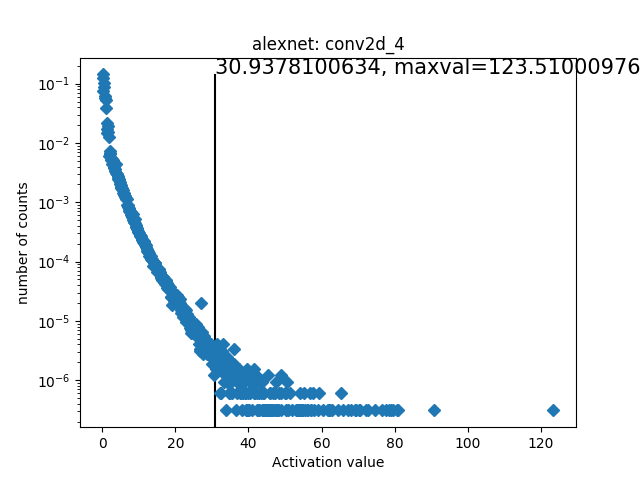 alexnet: conv2d_4
30.9378100634, maxval=123.51000976
10⁻¹
10⁻²
10⁻³
10⁻⁴
10⁻⁵
10⁻⁶
number of counts
0 20 40 60 80 100 120
Activation value